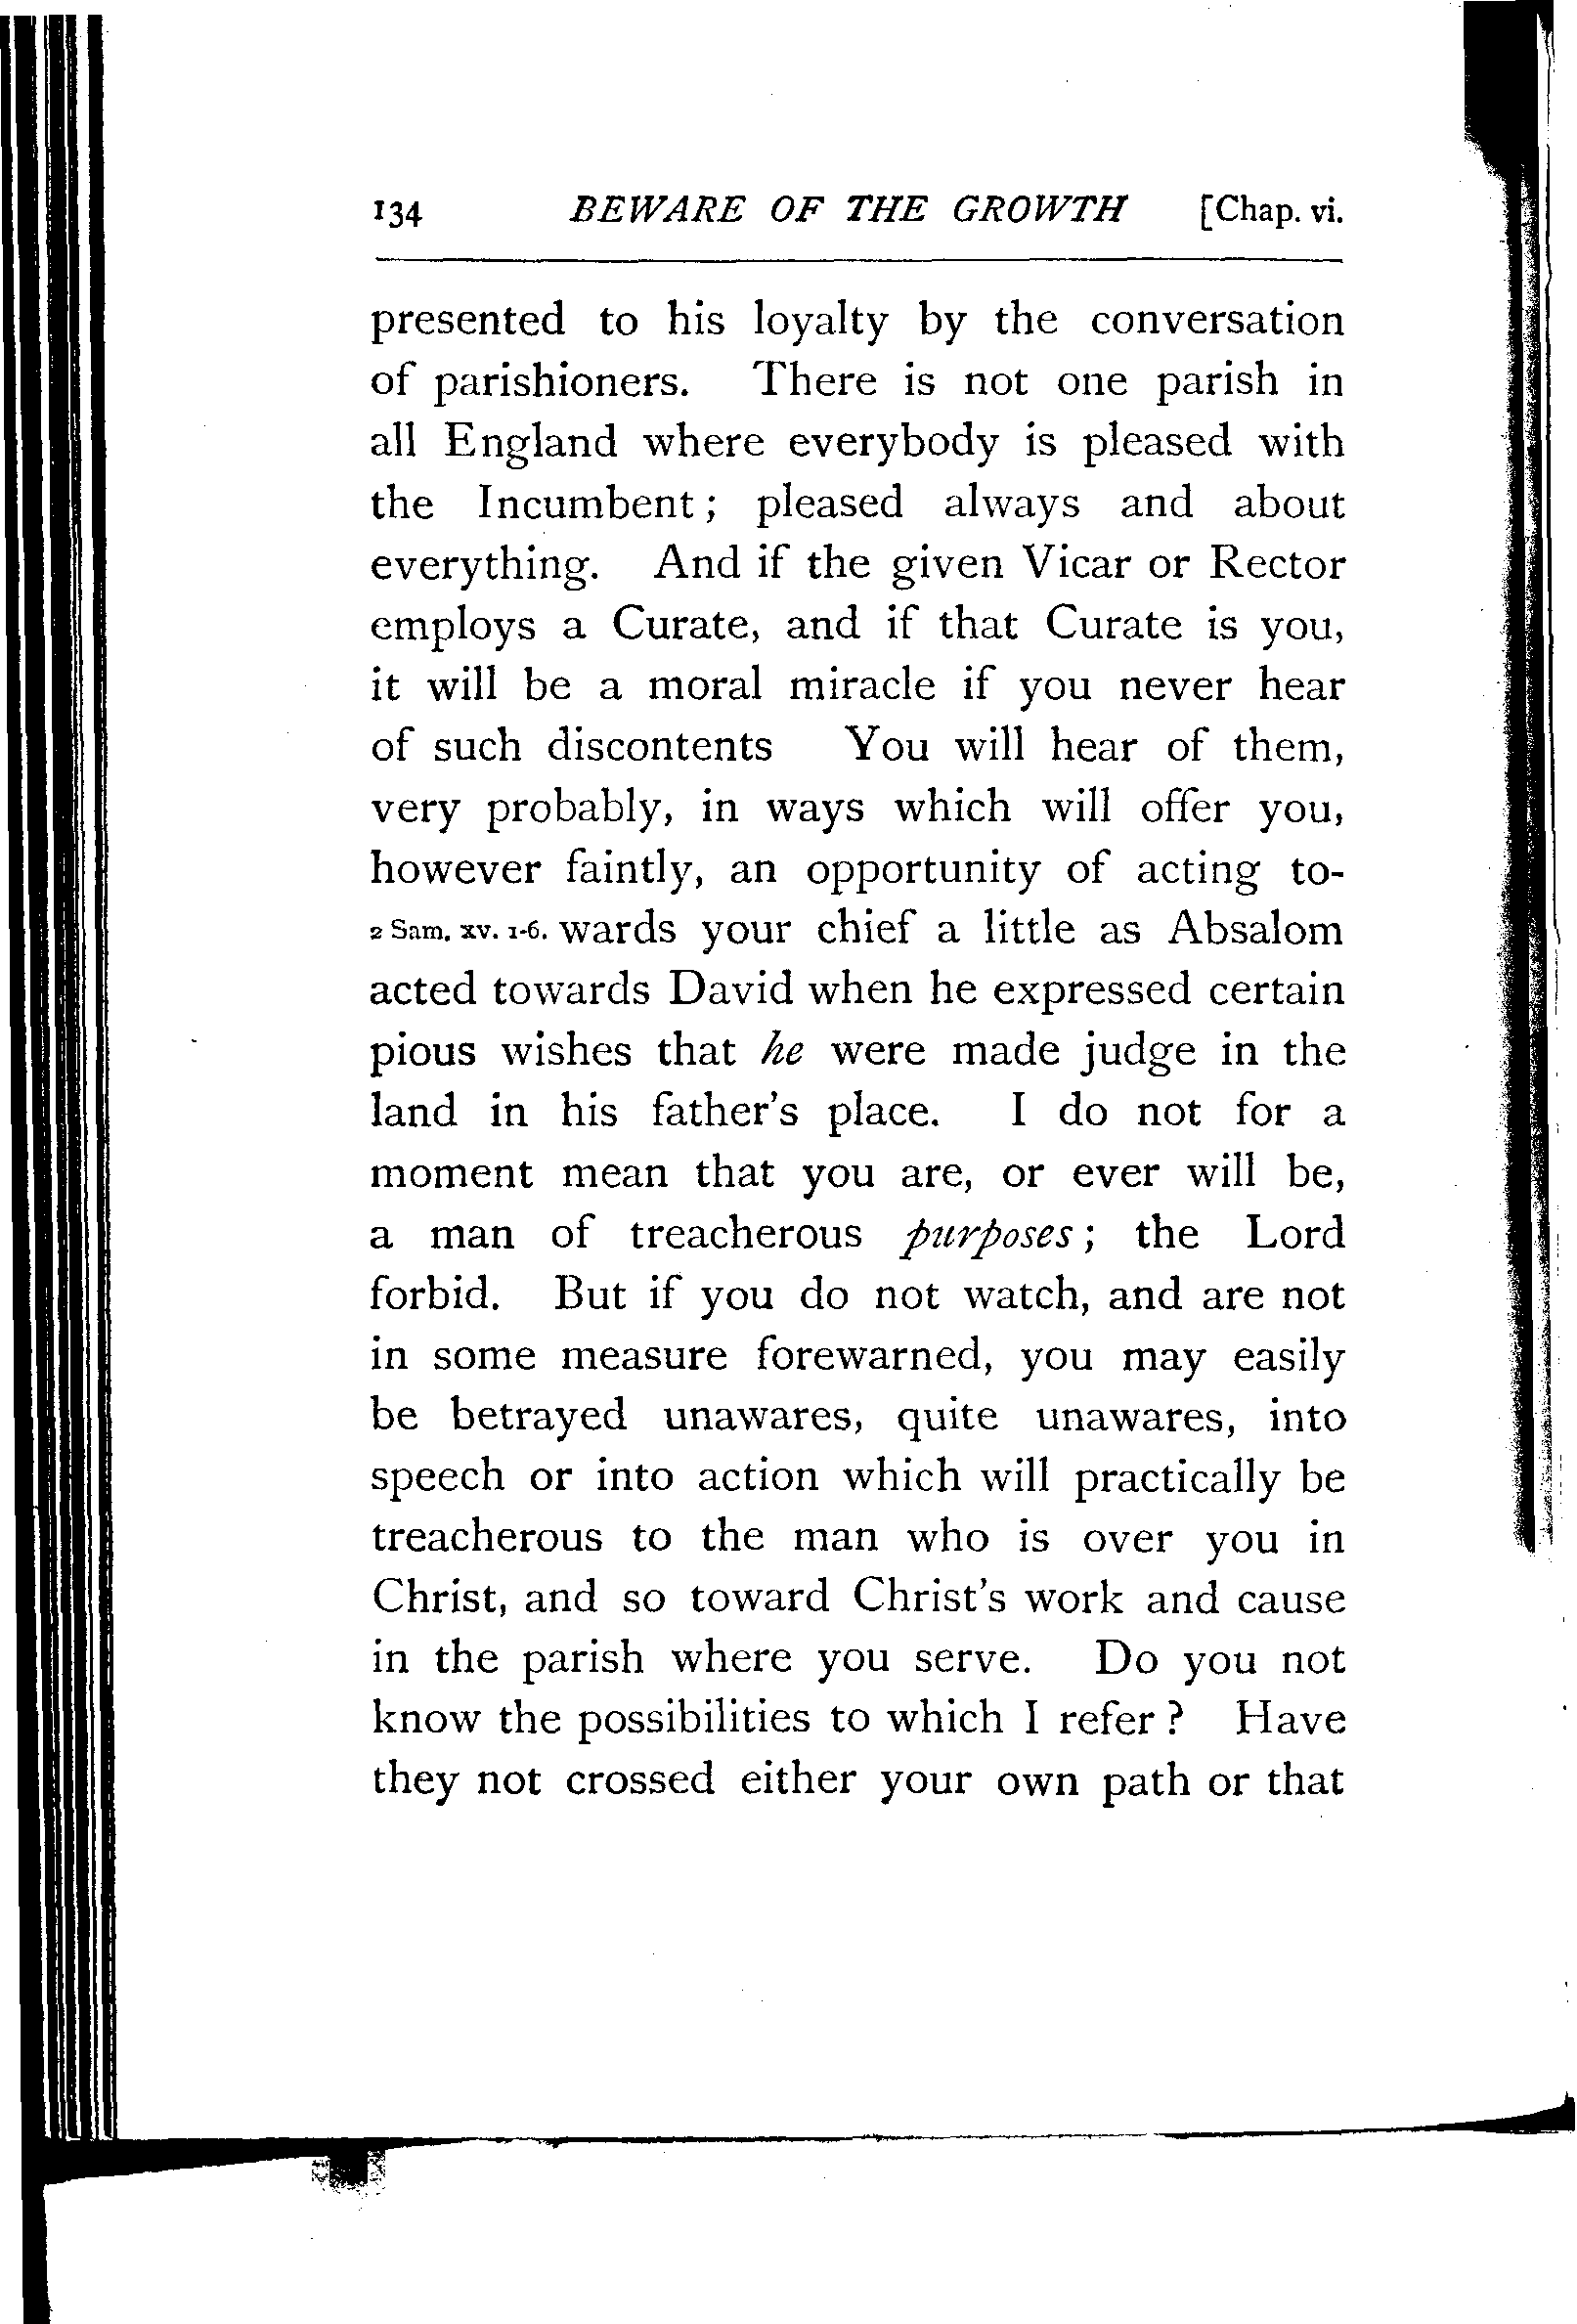 134 BEWARE OF THE GROWTH [Chap. vi.
presented to his loyalty by the conversation
of parishioners. There is not one parish in
all England where everybody is pleased with
the Incumbent ; pleased always and about
everything. And if the given Vicar or Rector
employs a Curate, and if that Curate is you,
it will be a moral miracle if you never hear
of such discontents You will hear of them,
very probably, in ways which will offer you,
however faintly, an opportunity of acting to-
2 Sam. xv. 1-6. wards your chief a little as Absalom
acted towards David when he expressed certain
pious wishes that he were made judge in the
land in his father's place. I do not for a
moment mean that you are, or ever will be,
a man of treacherous purposes ; the Lord
forbid. But if you do not watch, and are not
in some measure forewarned, you may easily
be betrayed unawares, quite unawares, into
speech or into action which will practically be
treacherous to the man who is over you in
Christ, and so toward Christ's work and cause
in the parish where you serve. Do you not
know the possibilities to which I refer ? Have
they not crossed either your own path or that